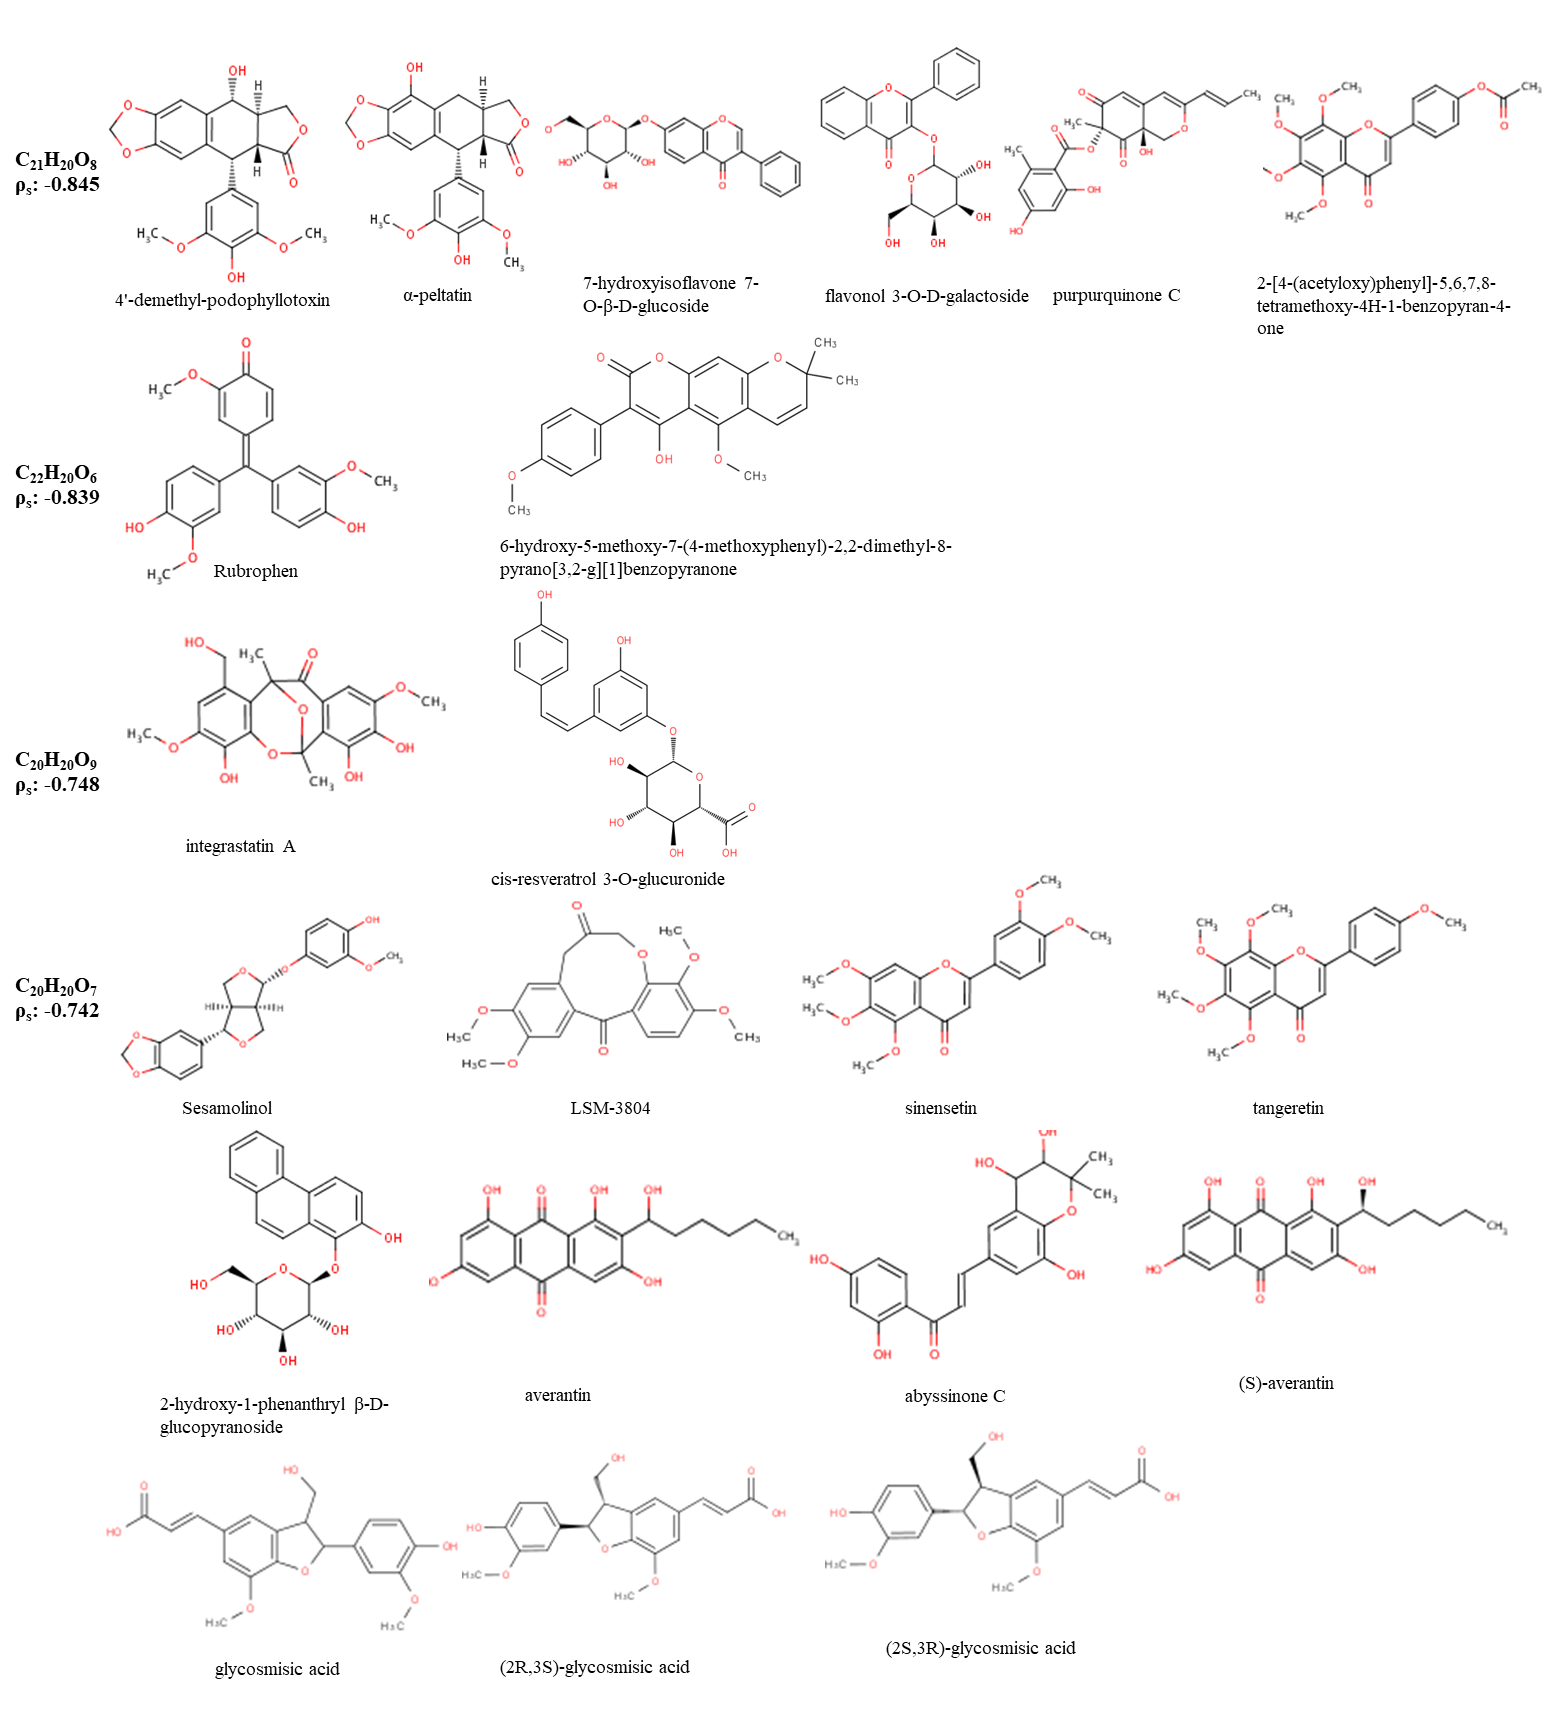 C21H20O8
ρs: -0.845
4'-demethyl-podophyllotoxin
α-peltatin
7-hydroxyisoflavone 7-
O-β-D-glucoside
flavonol 3-O-D-galactoside
purpurquinone C
2-[4-(acetyloxy)phenyl]-5,6,7,8-
tetramethoxy-4H-1-benzopyran-4-
one
C22H20O6
ρs: -0.839
Rubrophen
6-hydroxy-5-methoxy-7-(4-methoxyphenyl)-2,2-dimethyl-8-
pyrano[3,2-g][1]benzopyranone
C20H20O9
ρs: -0.748
integrastatin A
cis-resveratrol 3-O-glucuronide
C20H20O7
ρs: -0.742
Sesamolinol
LSM-3804
sinensetin
tangeretin
2-hydroxy-1-phenanthryl β-D-
glucopyranoside
averantin
abyssinone C
(S)-averantin
glycosmisic acid
(2R,3S)-glycosmisic acid
(2S,3R)-glycosmisic acid